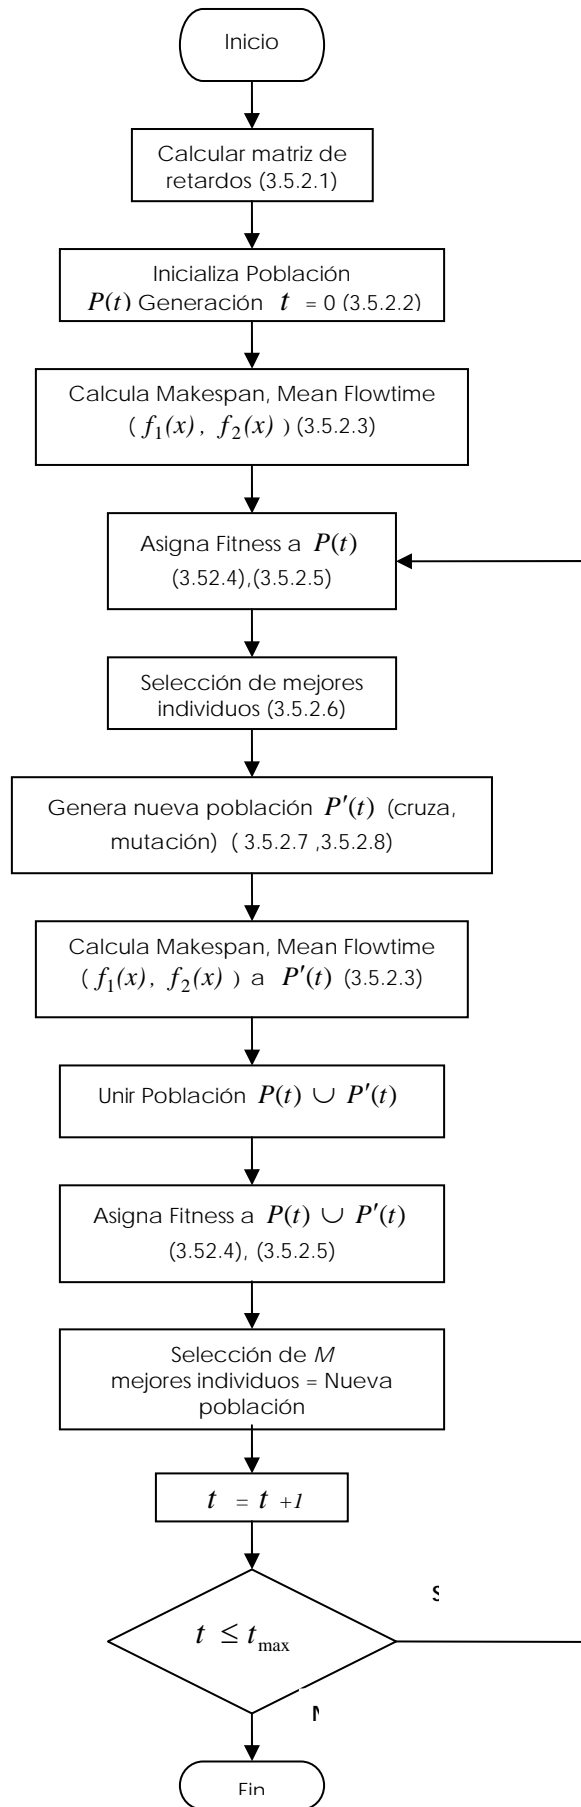 Inicio
Calcular matriz de
retardos (3.5.2.1)
Inicializa Población
P(t) Generación t = 0 (3.5.2.2)
Calcula Makespan, Mean Flowtime
( f₁(x) , f₂(x) ) (3.5.2.3)
Asigna Fitness a P(t)
(3.52.4),(3.5.2.5)
Selección de mejores
individuos (3.5.2.6)
Genera nueva población P'(t) (cruza,
mutación) ( 3.5.2.7 ,3.5.2.8)
Calcula Makespan, Mean Flowtime
( f₁(x) , f₂(x) ) a P'(t) (3.5.2.3)
Unir Población P(t) ∪ P'(t)
Asigna Fitness a P(t) ∪ P'(t)
(3.52.4), (3.5.2.5)
Selección de M
mejores individuos = Nueva
población
t = t +1
t ≤ t_max
Fin